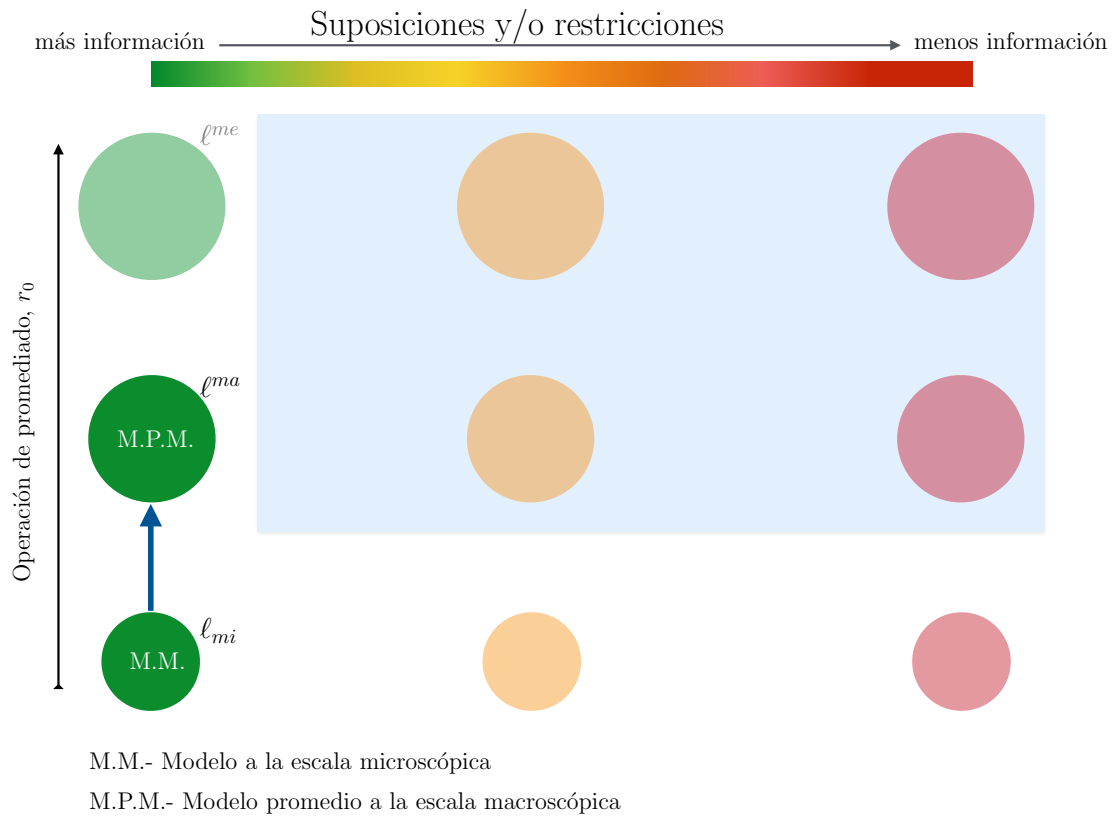 Suposiciones y/o restricciones
más información
menos información
ℓ^{me}
Operación de promediado, r_0
ℓ^{ma}
M.P.M.
ℓ_{mi}
M.M.
M.M.- Modelo a la escala microscópica
M.P.M.- Modelo promedio a la escala macroscópica